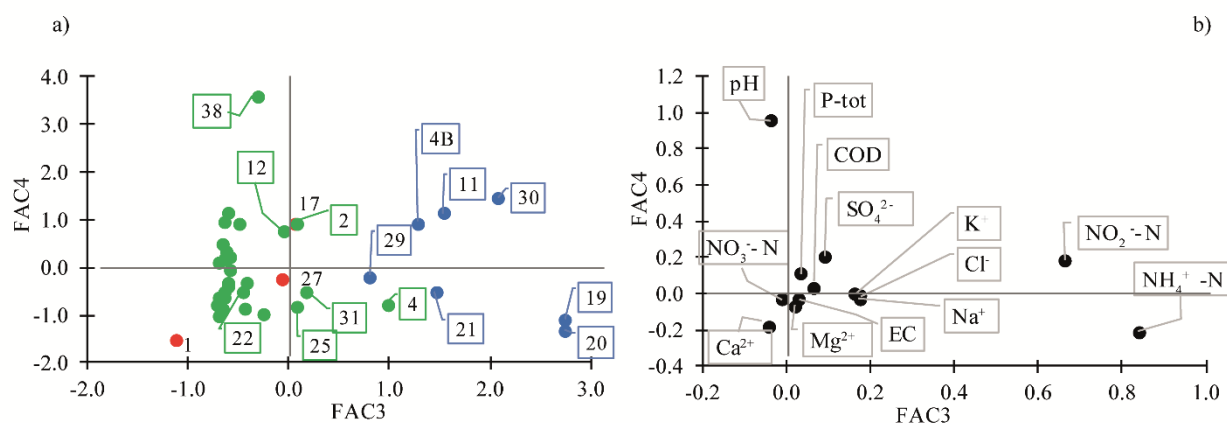 a)
4.0
3.0
2.0
1.0
0.0
-1.0
-2.0
FAC4
38
12
17
2
4B
11
30
29
27
31
4
21
19
20
22
25
1
-2.0 -1.0 0.0 1.0 2.0 3.0
FAC3
b)
1.2
1.0
0.8
0.6
0.4
0.2
0.0
-0.2
-0.4
FAC4
pH
P-tot
COD
SO₄²⁻
K⁺
NO₂⁻-N
NO₃⁻- N
Cl⁻
NH₄⁺ -N
Na⁺
EC
Mg²⁺
Ca²⁺
-0.2 0.0 0.2 0.4 0.6 0.8 1.0
FAC3